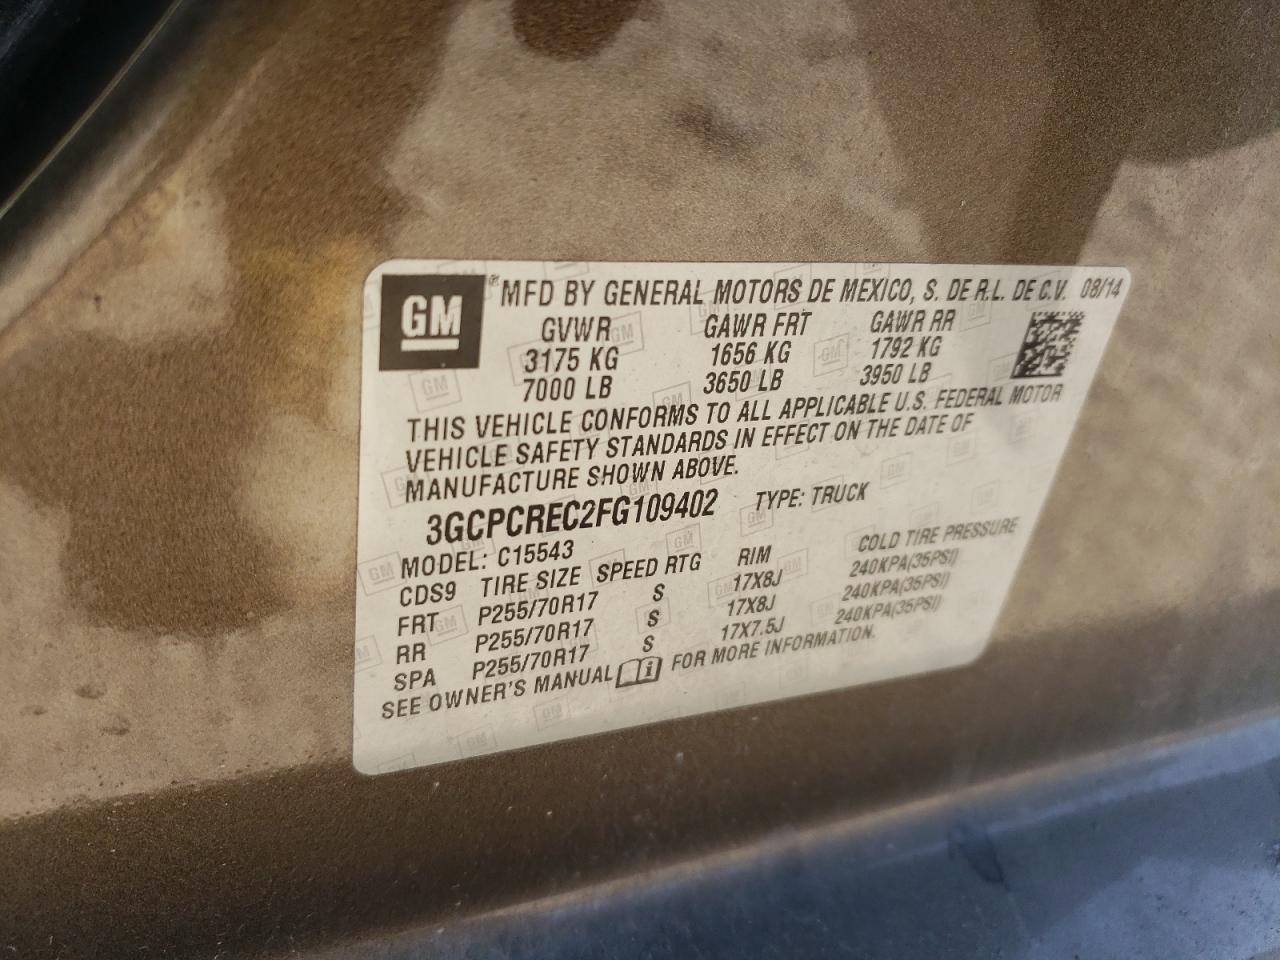 GM
MFD BY GENERAL MOTORS DE MEXICO, S. DE R.L. DE C.V. 08/14
GVWR GAWR FRT GAWR RR
3175 KG 1656 KG 1792 KG
7000 LB 3650 LB 3950 LB
THIS VEHICLE CONFORMS TO ALL APPLICABLE U.S. FEDERAL MOTOR
VEHICLE SAFETY STANDARDS IN EFFECT ON THE DATE OF
MANUFACTURE SHOWN ABOVE.
3GCPCREC2FG109402 TYPE: TRUCK
MODEL: C15543
CDS9 TIRE SIZE SPEED RTG RIM COLD TIRE PRESSURE
FRT P255/70R17 S 17X8J 240KPA(35PSI)
RR P255/70R17 S 17X8J 240KPA(35PSI)
SPA P255/70R17 S 17X7.5J 240KPA(35PSI)
SEE OWNER'S MANUAL FOR MORE INFORMATION.